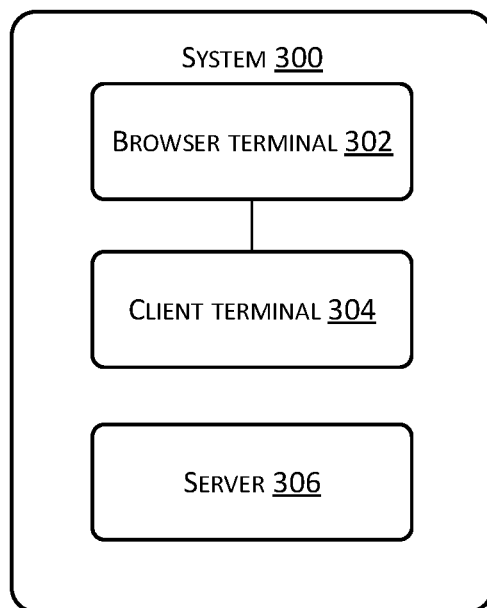 SYSTEM 300
BROWSER TERMINAL 302
CLIENT TERMINAL 304
SERVER 306